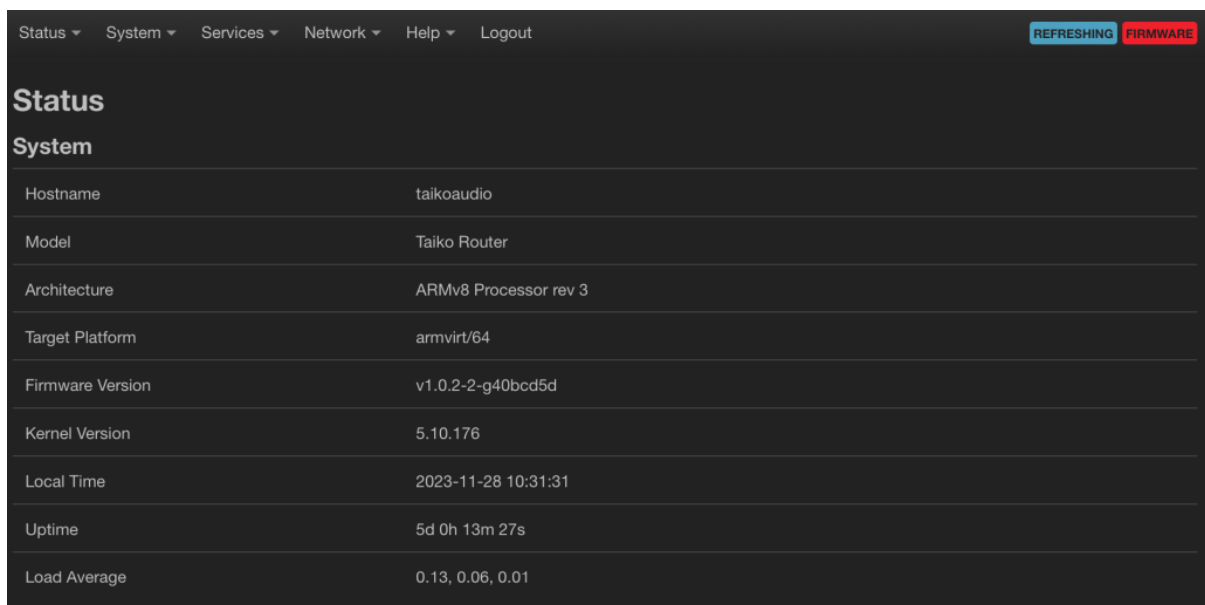 Status System Services Network Help Logout REFRESHING FIRMWARE
Status
System
Hostname taikoaudio
Model Taiko Router
Architecture ARMv8 Processor rev 3
Target Platform armvirt/64
Firmware Version v1.0.2-2-g40bcd5d
Kernel Version 5.10.176
Local Time 2023-11-28 10:31:31
Uptime 5d 0h 13m 27s
Load Average 0.13, 0.06, 0.01